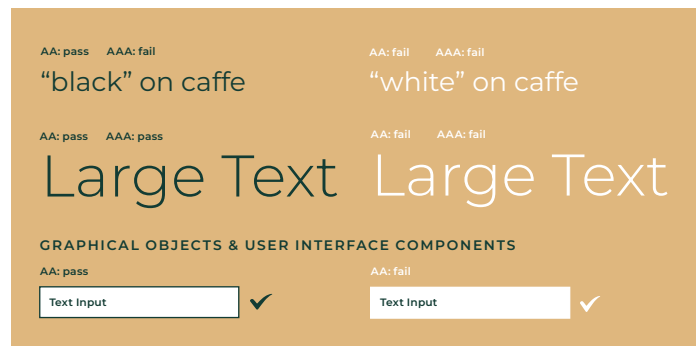 AA: pass AAA: fail
“black” on caffe
AA: fail AAA: fail
“white” on caffe
AA: pass AAA: pass
Large Text
AA: fail AAA: fail
Large Text
GRAPHICAL OBJECTS & USER INTERFACE COMPONENTS
AA: pass
Text Input
AA: fail
Text Input